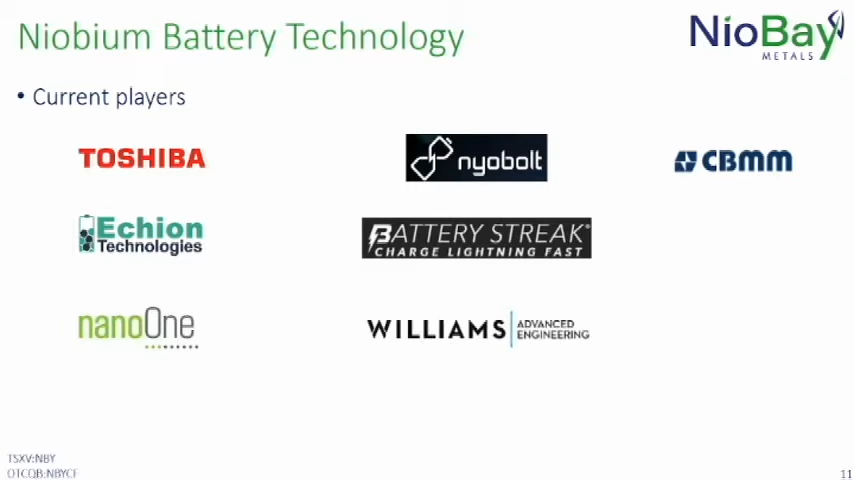 Niobium Battery Technology
NioBay
METALS
• Current players
TOSHIBA
nyobolt
CBMM
Echion
Technologies
BATTERY STREAK®
CHARGE LIGHTNING FAST
nanoOne
WILLIAMS
ADVANCED
ENGINEERING
TSXV:NBY
OTCQB:NBYCF
11